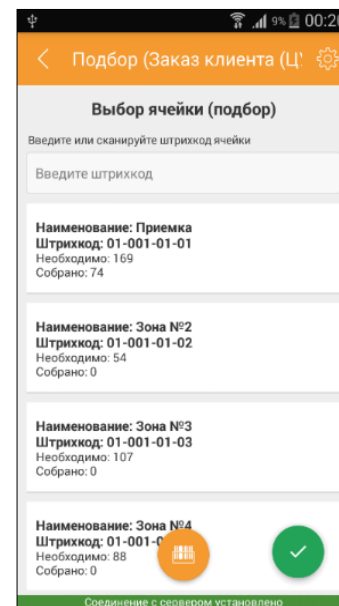 9% 00:20
Подбор (Заказ клиента (Ц
Выбор ячейки (подбор)
Введите или сканируйте штрихкод ячейки
Введите штрихкод
Наименование: Приемка
Штрихкод: 01-001-01-01
Необходимо: 169
Собрано: 74
Наименование: Зона №2
Штрихкод: 01-001-01-02
Необходимо: 54
Собрано: 0
Наименование: Зона №3
Штрихкод: 01-001-01-03
Необходимо: 107
Собрано: 0
Наименование: Зона №4
Штрихкод: 01-001-0
Необходимо: 88
Собрано: 0
Соединение с сервером установлено